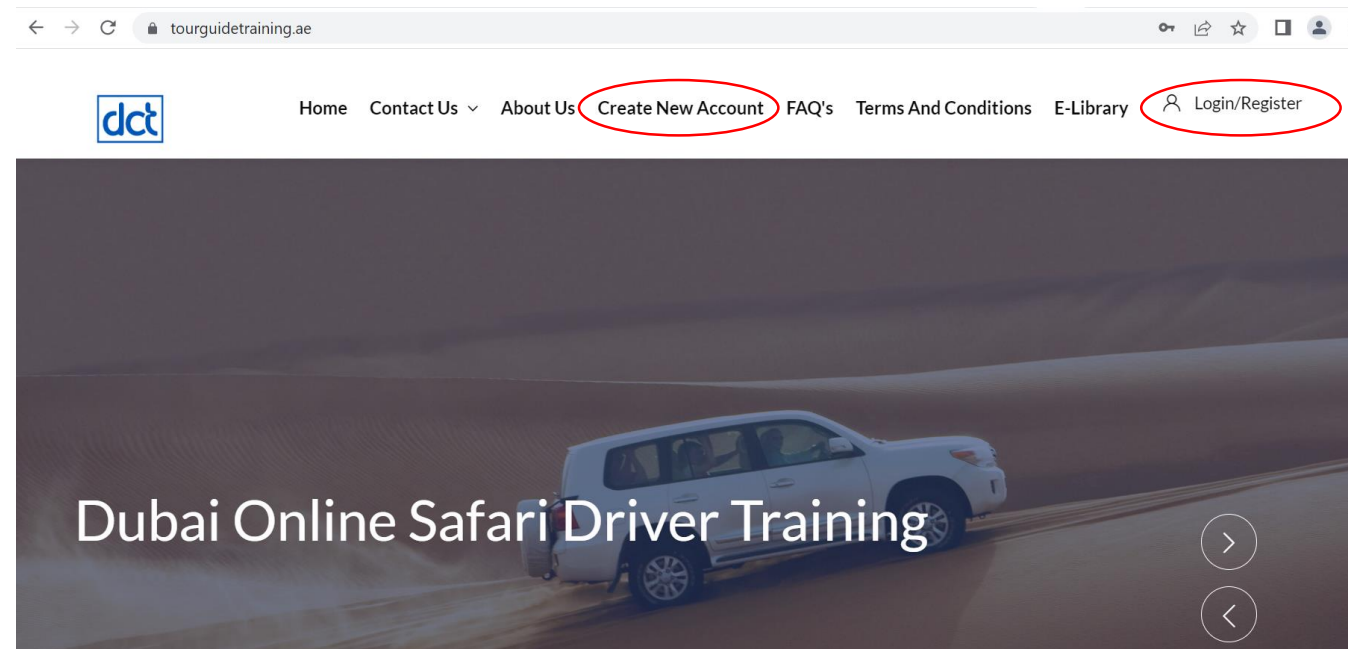 tourguidetraining.ae
dct
Home Contact Us About Us Create New Account FAQ's Terms And Conditions E-Library Login/Register
Dubai Online Safari Driver Training